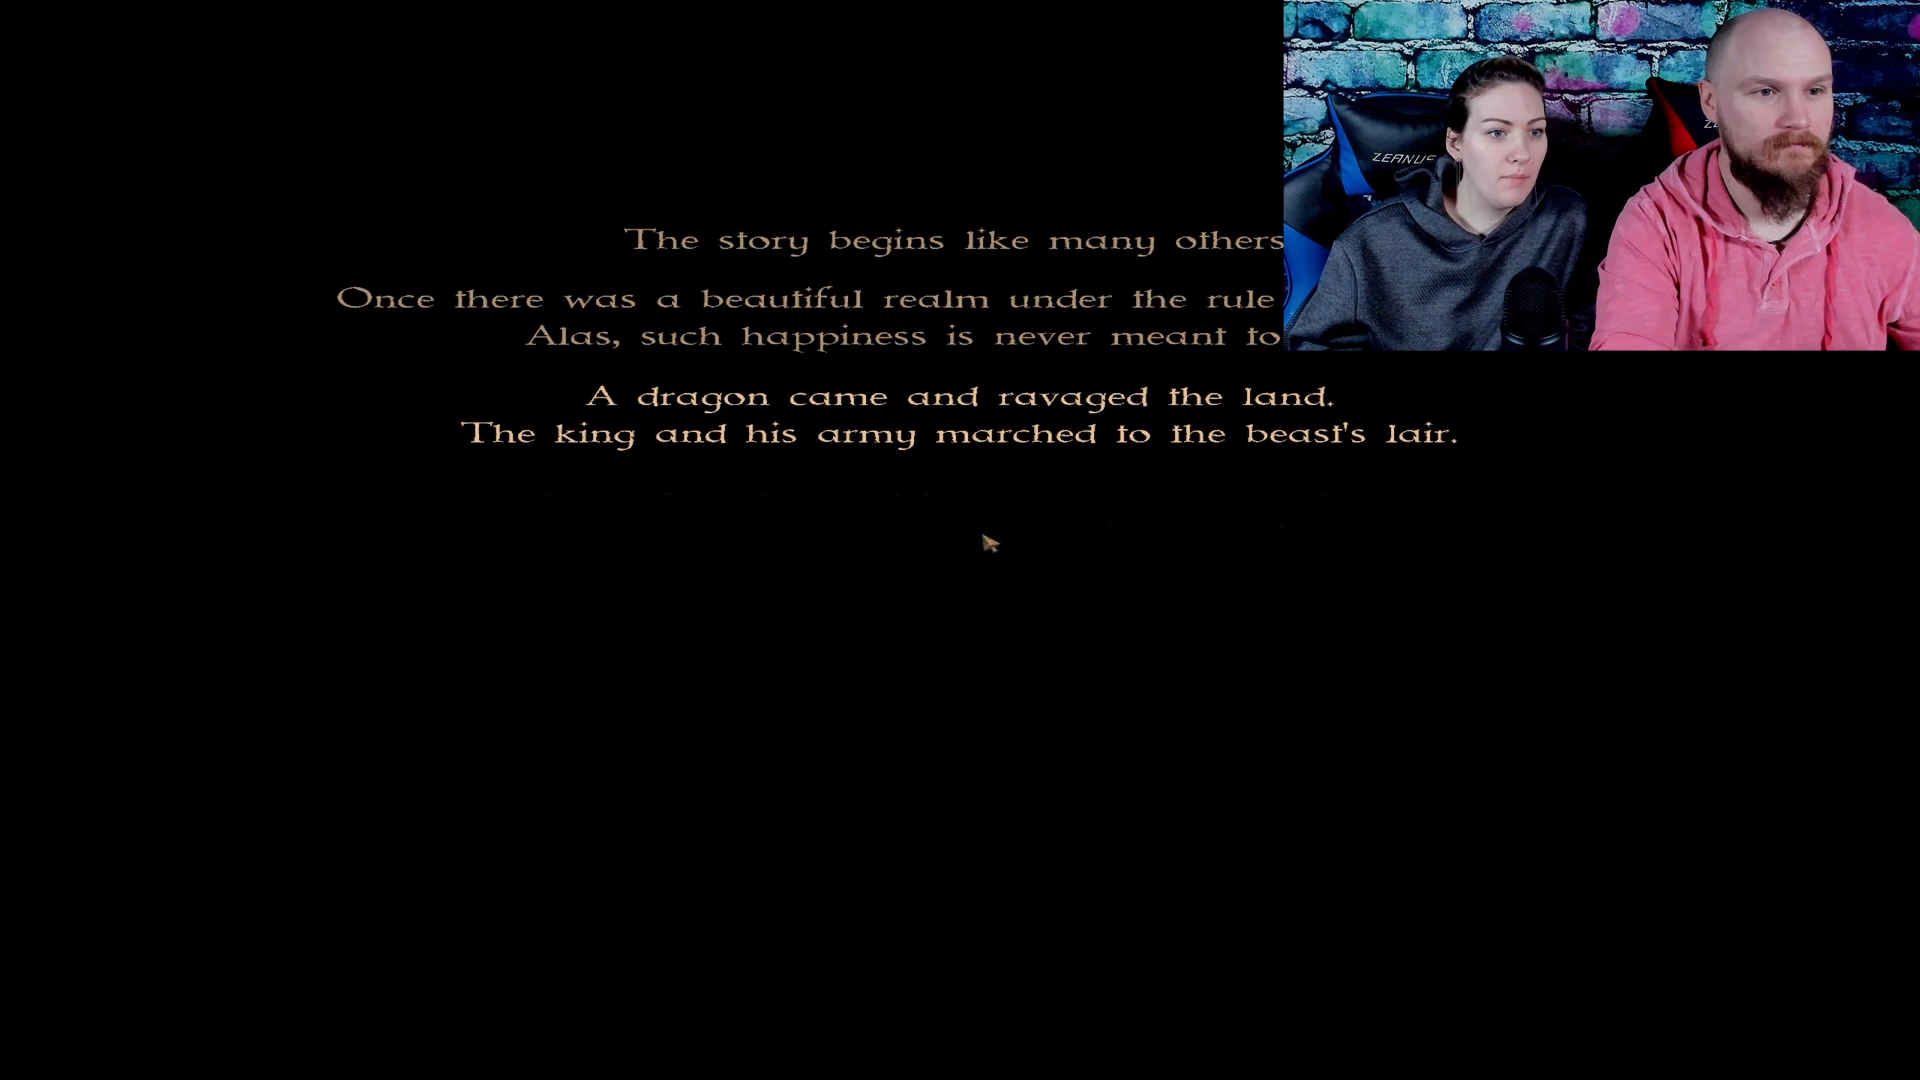 The story begins like many others
Once there was a beautiful realm under the rule
Alas, such happiness is never meant to
A dragon came and ravaged the land.
The king and his army marched to the beast's lair.
ZEANUS